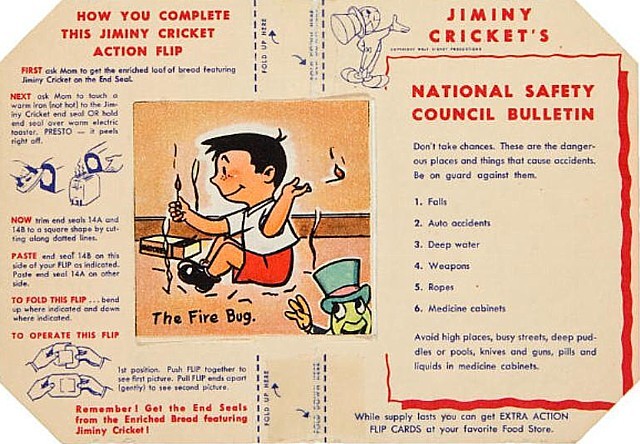 HOW YOU COMPLETE
THIS JIMINY CRICKET
ACTION FLIP
FIRST ask Mom to get the enriched loaf of bread featuring
Jiminy Cricket on the End Seal.
NEXT ask Mom to touch a
warm iron (not hot) to the Jim-
iny Cricket end seal OR hold
end seal over warm electric
toaster. PRESTO — it peels
right off.
NOW trim end seals 14A and
14B to a square shape by cut-
ting along dotted lines.
PASTE end seal 14B on this
side of your FLIP as indicated.
Paste end seal 14A on other
side.
TO FOLD THIS FLIP ... bend
up where indicated and down
where indicated.
TO OPERATE THIS FLIP
1st position. Push FLIP together to
see first picture. Pull FLIP ends apart
(gently) to see second picture.
Remember! Get the End Seals
from the Enriched Bread featuring
Jiminy Cricket!
FOLD UP HERE
The Fire Bug.
FOLD UP HERE
JIMINY
CRICKET'S
COPYRIGHT WALT DISNEY PRODUCTIONS
NATIONAL SAFETY
COUNCIL BULLETIN
Don't take chances. These are the danger-
ous places and things that cause accidents.
Be on guard against them.
1. Falls
2. Auto accidents
3. Deep water
4. Weapons
5. Ropes
6. Medicine cabinets
Avoid high places, busy streets, deep pud-
dles or pools, knives and guns, pills and
liquids in medicine cabinets.
While supply lasts you can get EXTRA ACTION
FLIP CARDS at your favorite Food Store.